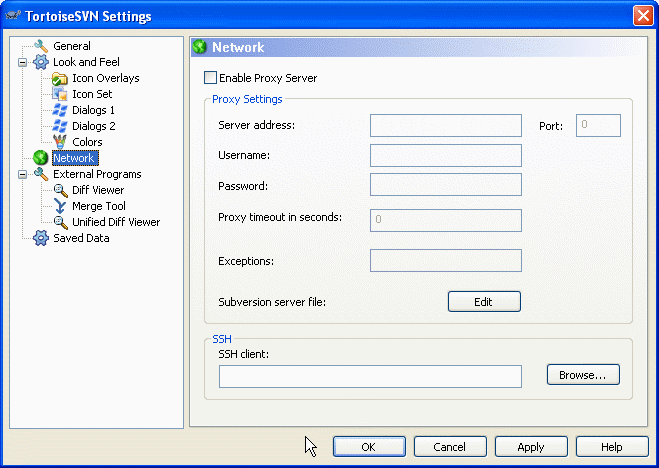 TortoiseSVN Settings
General
Look and Feel
Icon Overlays
Icon Set
Dialogs 1
Dialogs 2
Colors
Network
External Programs
Diff Viewer
Merge Tool
Unified Diff Viewer
Saved Data
Network
Enable Proxy Server
Proxy Settings
Server address: Port: 0
Username:
Password:
Proxy timeout in seconds: 0
Exceptions:
Subversion server file: Edit
SSH
SSH client:
Browse...
OK Cancel Apply Help